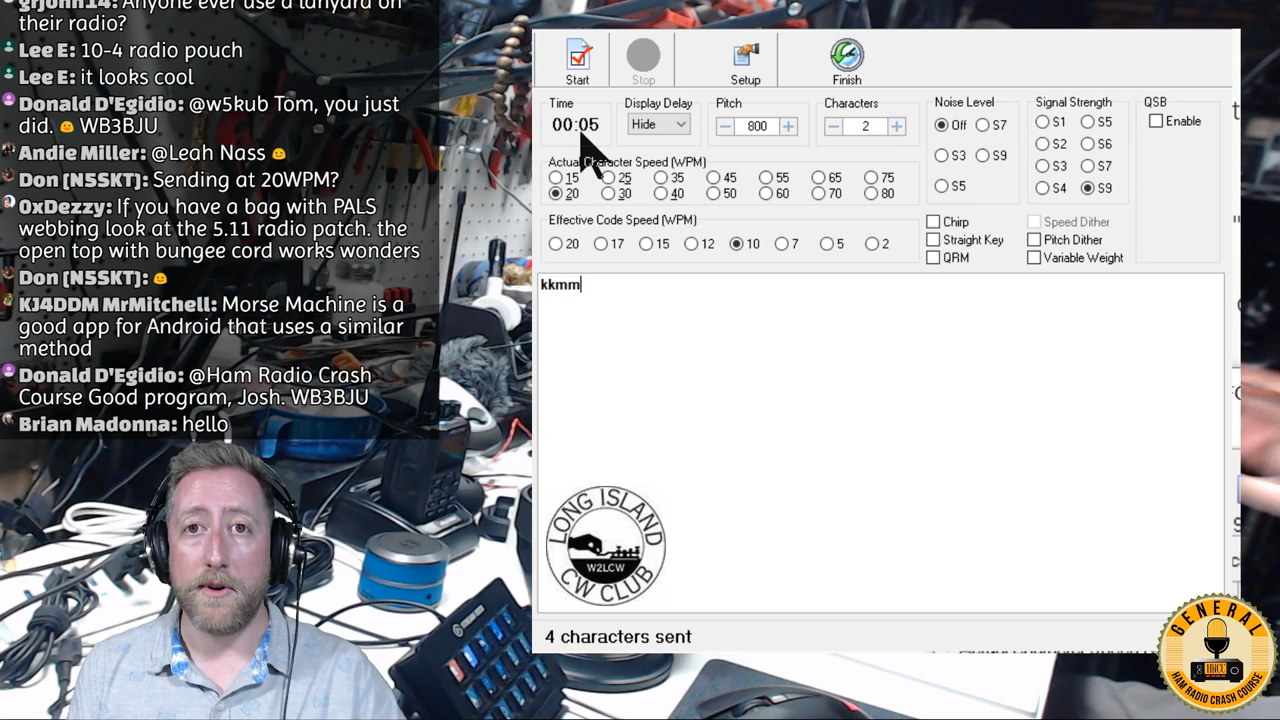 grjohn14: Anyone ever use a lanyard on
their radio?
Lee E: 10-4 radio pouch
Lee E: it looks cool
Donald D'Egidio: @w5kub Tom, you just
did. WB3BJU
Andie Miller: @Leah Nass
Don (N5SKT): Sending at 20WPM?
0xDezzy: If you have a bag with PALS
webbing look at the 5.11 radio patch. the
open top with bungee cord works wonders
Don (N5SKT):
KJ4DDM MrMitchell: Morse Machine is a
good app for Android that uses a similar
method
Donald D'Egidio: @Ham Radio Crash
Course Good program, Josh. WB3BJU
Brian Madonna: hello
Start Stop Setup Finish
Time Display Delay Pitch Characters Noise Level Signal Strength QSB
00:05 Hide 800 2 Off S7 S1 S5 Enable
S3 S9 S2 S6
S5 S3 S7
S4 S9
Actual Character Speed (WPM)
15 25 35 45 55 65 75
20 30 40 50 60 70 80
Effective Code Speed (WPM)
20 17 15 12 10 7 5 2
Chirp Speed Dither
Straight Key Pitch Dither
QRM Variable Weight
kkmm
LONG ISLAND
W2LCW
CW CLUB
4 characters sent
GENERAL
HRCC
HAM RADIO CRASH COURSE